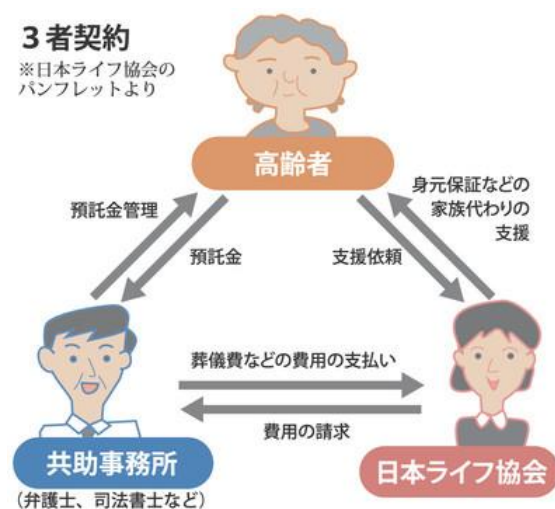 ３者契約
※日本ライフ協会の
パンフレットより
高齢者
預託金管理
預託金
支援依頼
身元保証などの
家族代わりの
支援
葬儀費などの費用の支払い
費用の請求
共助事務所
（弁護士、司法書士など）
日本ライフ協会